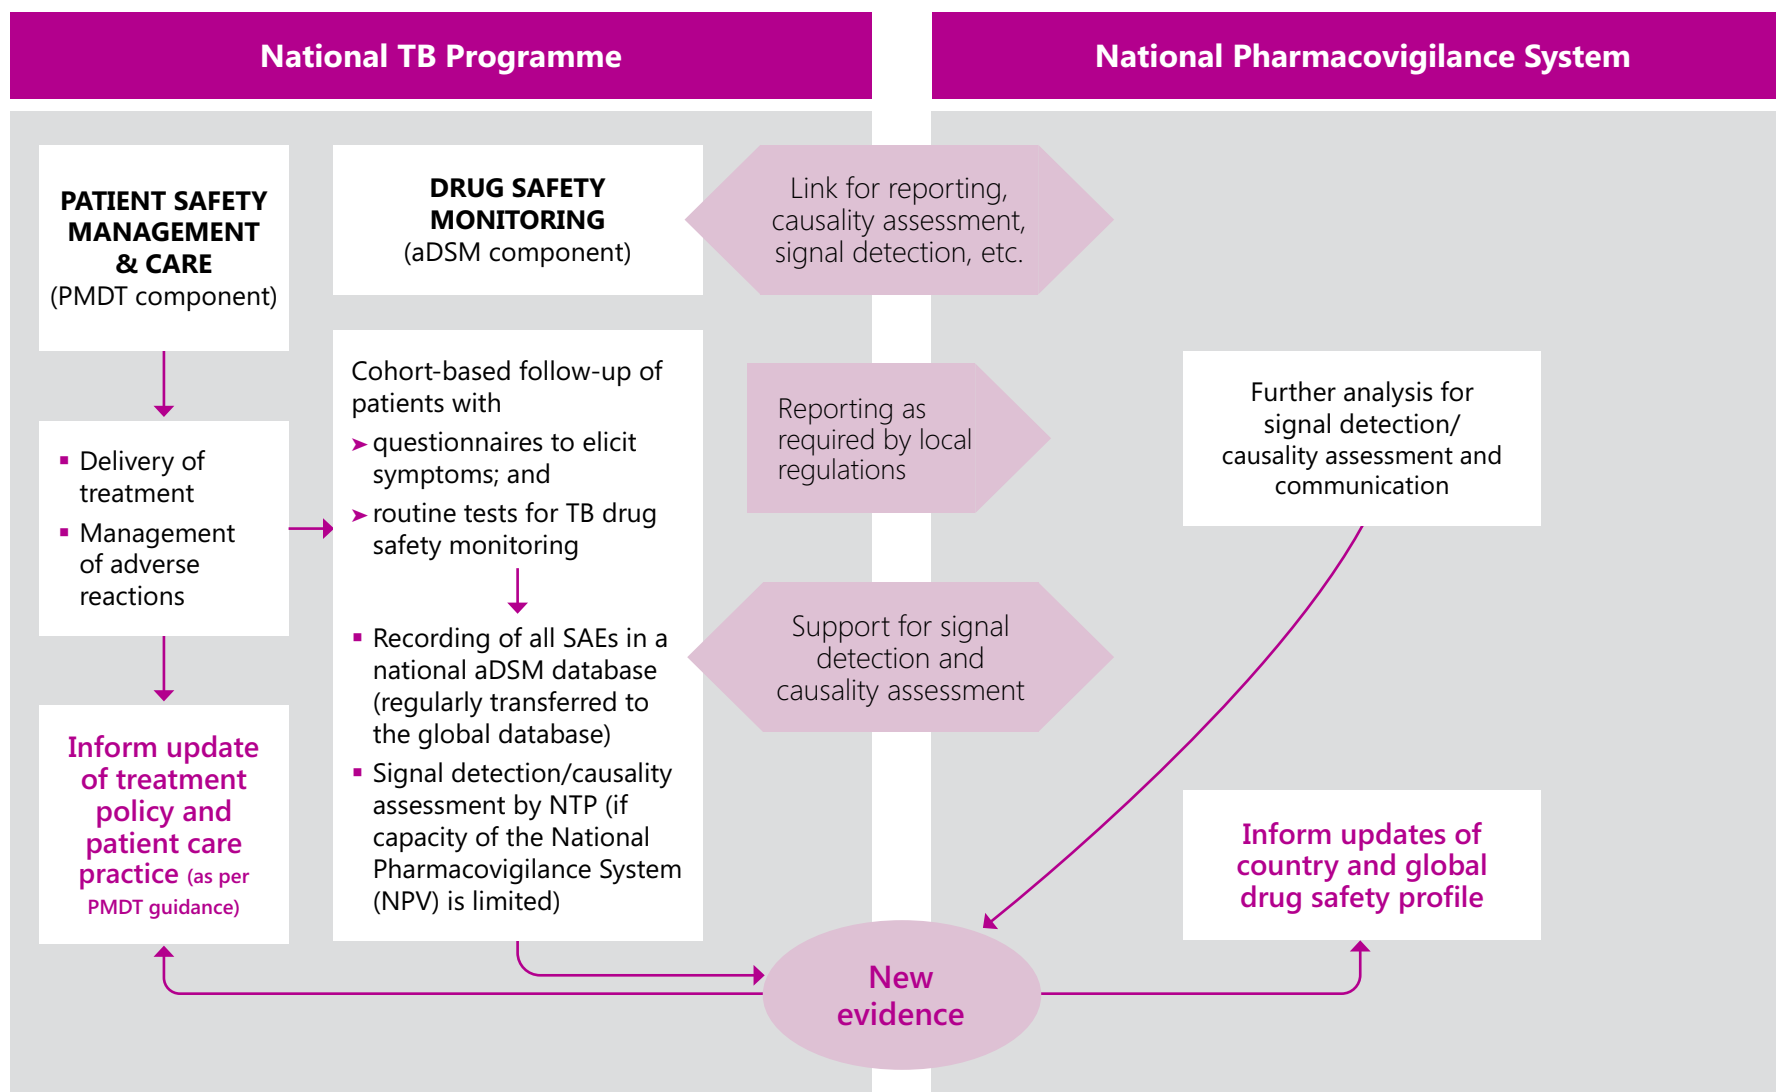 National TB Programme
National Pharmacovigilance System
PATIENT SAFETY
MANAGEMENT
& CARE
(PMDT component)
DRUG SAFETY
MONITORING
(aDSM component)
Link for reporting,
causality assessment,
signal detection, etc.
▪ Delivery of
treatment
▪ Management
of adverse
reactions
Cohort-based follow-up of
patients with
➤ questionnaires to elicit
symptoms; and
➤ routine tests for TB drug
safety monitoring
Reporting as
required by local
regulations
Further analysis for
signal detection/
causality assessment and
communication
▪ Recording of all SAEs in a
national aDSM database
(regularly transferred to
the global database)
▪ Signal detection/causality
assessment by NTP (if
capacity of the National
Pharmacovigilance System
(NPV) is limited)
Support for signal
detection and
causality assessment
Inform update
of treatment
policy and
patient care
practice (as per
PMDT guidance)
Inform updates of
country and global
drug safety profile
New
evidence